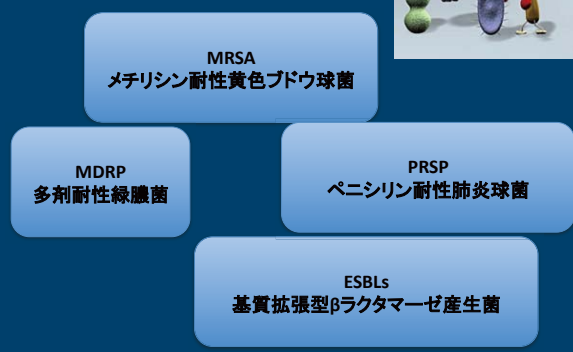 MRSA
メチリシン耐性黄色ブドウ球菌
MDRP
多剤耐性緑膿菌
PRSP
ペニシリン耐性肺炎球菌
ESBLs
基質拡張型βラクタマーゼ産生菌